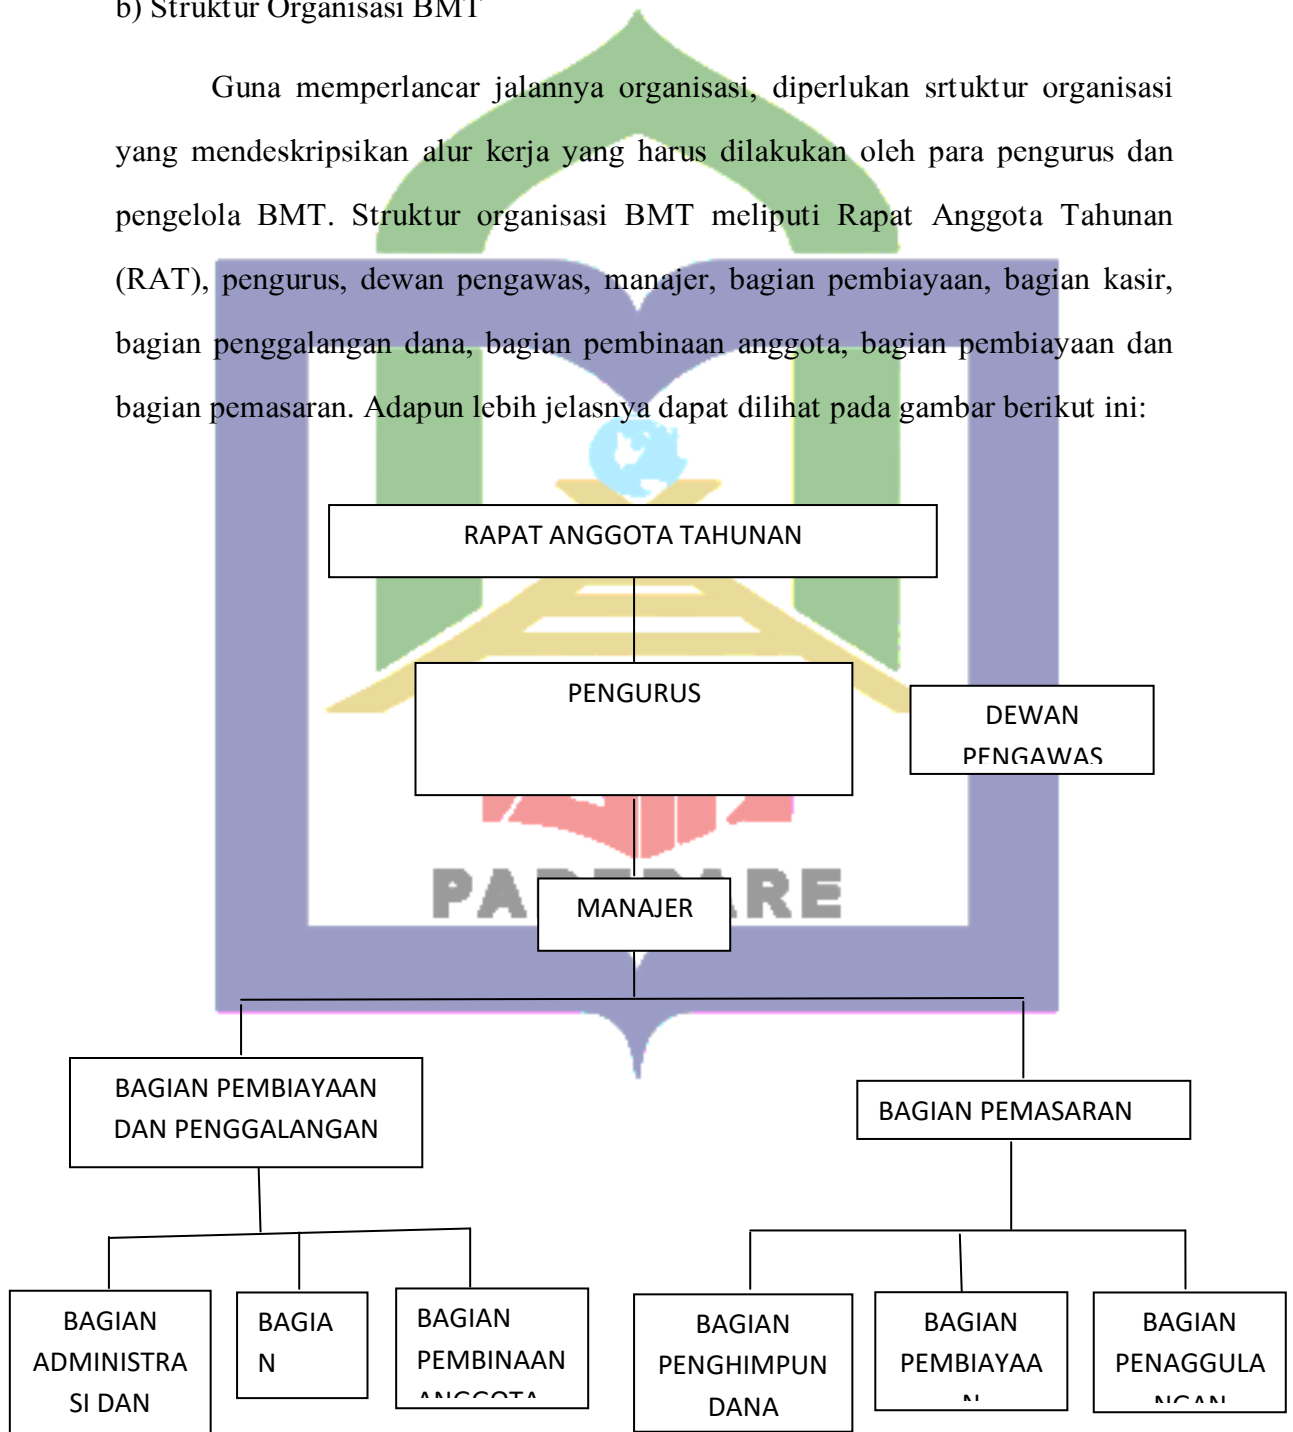 b) Struktur Organisasi BMT
Guna memperlancar jalannya organisasi, diperlukan srtuktur organisasi
yang mendeskripsikan alur kerja yang harus dilakukan oleh para pengurus dan
pengelola BMT. Struktur organisasi BMT meliputi Rapat Anggota Tahunan
(RAT), pengurus, dewan pengawas, manajer, bagian pembiayaan, bagian kasir,
bagian penggalangan dana, bagian pembinaan anggota, bagian pembiayaan dan
bagian pemasaran. Adapun lebih jelasnya dapat dilihat pada gambar berikut ini:
RAPAT ANGGOTA TAHUNAN
PENGURUS
DEWAN
PENGAWAS
MANAJER
BAGIAN PEMBIAYAAN
DAN PENGGALANGAN
BAGIAN PEMASARAN
BAGIAN
ADMINISTRA
SI DAN
BAGIA
N
BAGIAN
PEMBINAAN
ANGGOTA
BAGIAN
PENGHIMPUN
DANA
BAGIAN
PEMBIAYAA
N
BAGIAN
PENAGGULA
NGAN